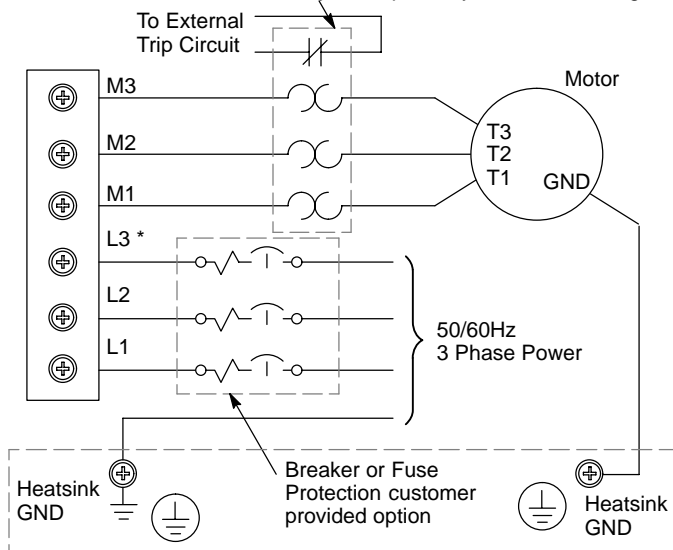 To External
Trip Circuit
M3
Motor
M2
T3
T2
T1
GND
M1
L3 *
L2
50/60Hz
3 Phase Power
L1
Breaker or Fuse
Protection customer
provided option
Heatsink
GND
Heatsink
GND